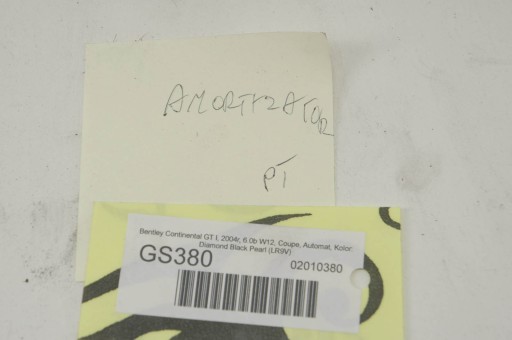 AMORTYZATOR
PT
Bentley Continental GT I, 2004r, 6.0b W12, Coupe, Automat, Kolor:
Diamond Black Pearl (LR9V)
GS380
02010380